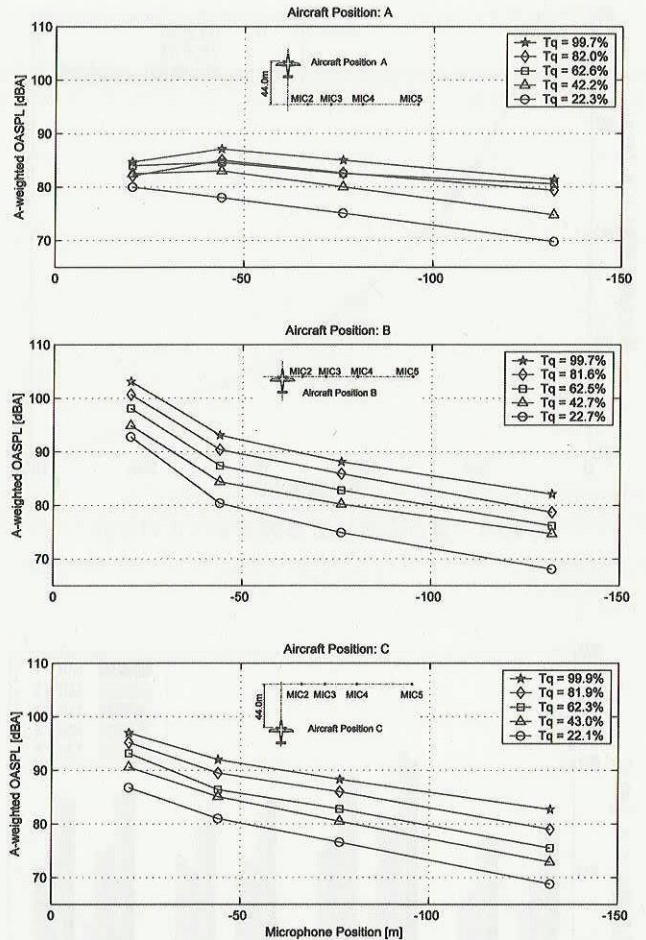 Aircraft Position: A
110
100
90
80
70
A-weighted OASPL [dBA]
0
-50
-100
-150
44.0m
Aircraft Position A
MIC2 MIC3 MIC4 MIC5
Tq = 99.7%
Tq = 82.0%
Tq = 62.6%
Tq = 42.2%
Tq = 22.3%
Aircraft Position: B
110
100
90
80
70
A-weighted OASPL [dBA]
0
-50
-100
-150
MIC2 MIC3 MIC4 MIC5
Aircraft Position B
Tq = 99.7%
Tq = 81.6%
Tq = 62.5%
Tq = 42.7%
Tq = 22.7%
Aircraft Position: C
110
100
90
80
70
A-weighted OASPL [dBA]
0
-50
-100
-150
44.0m
MIC2 MIC3 MIC4 MIC5
Aircraft Position C
Tq = 99.9%
Tq = 81.9%
Tq = 62.3%
Tq = 43.0%
Tq = 22.1%
Microphone Position [m]